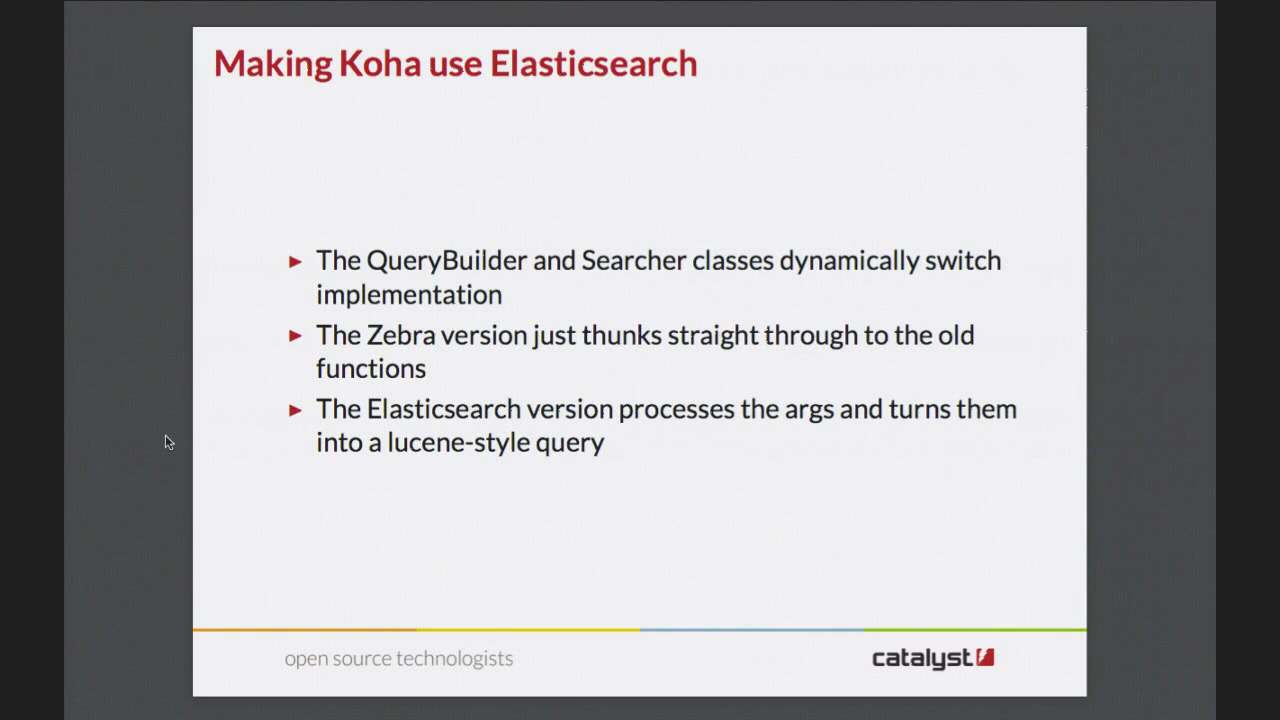 Making Koha use Elasticsearch
The QueryBuilder and Searcher classes dynamically switch
implementation
The Zebra version just thunks straight through to the old
functions
The Elasticsearch version processes the args and turns them
into a lucene-style query
open source technologists
catalyst